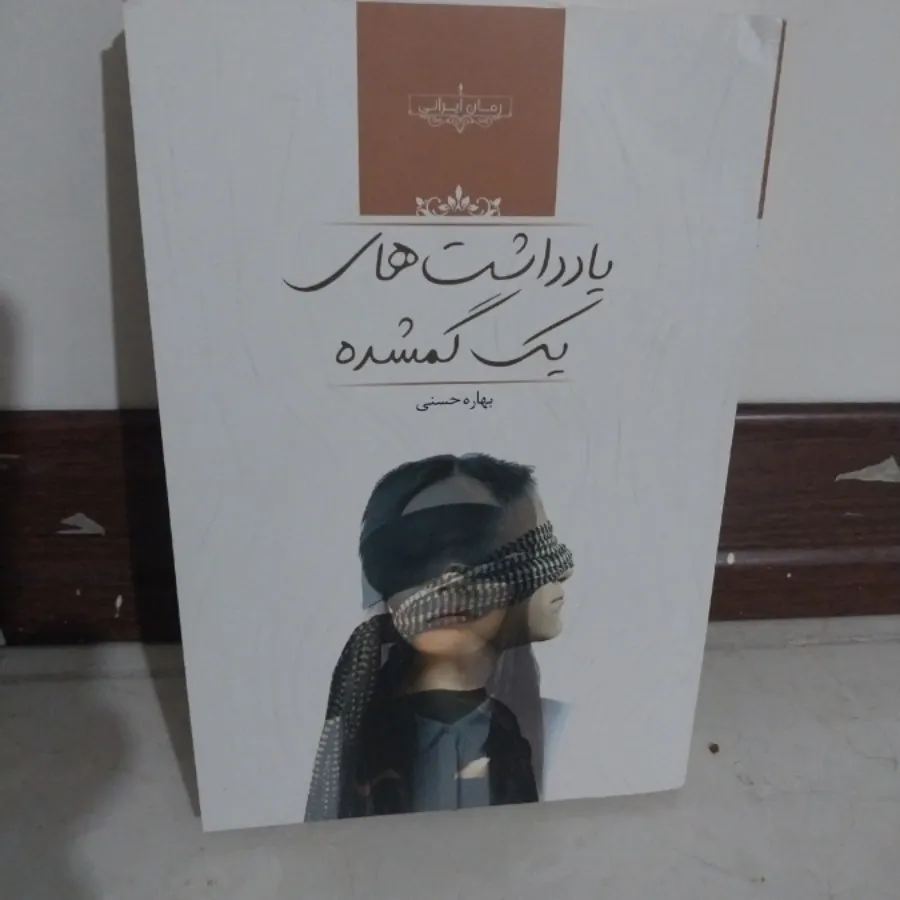 رمان ایرانی
یادداشت‌های
یک گمشده
بهاره حسنی